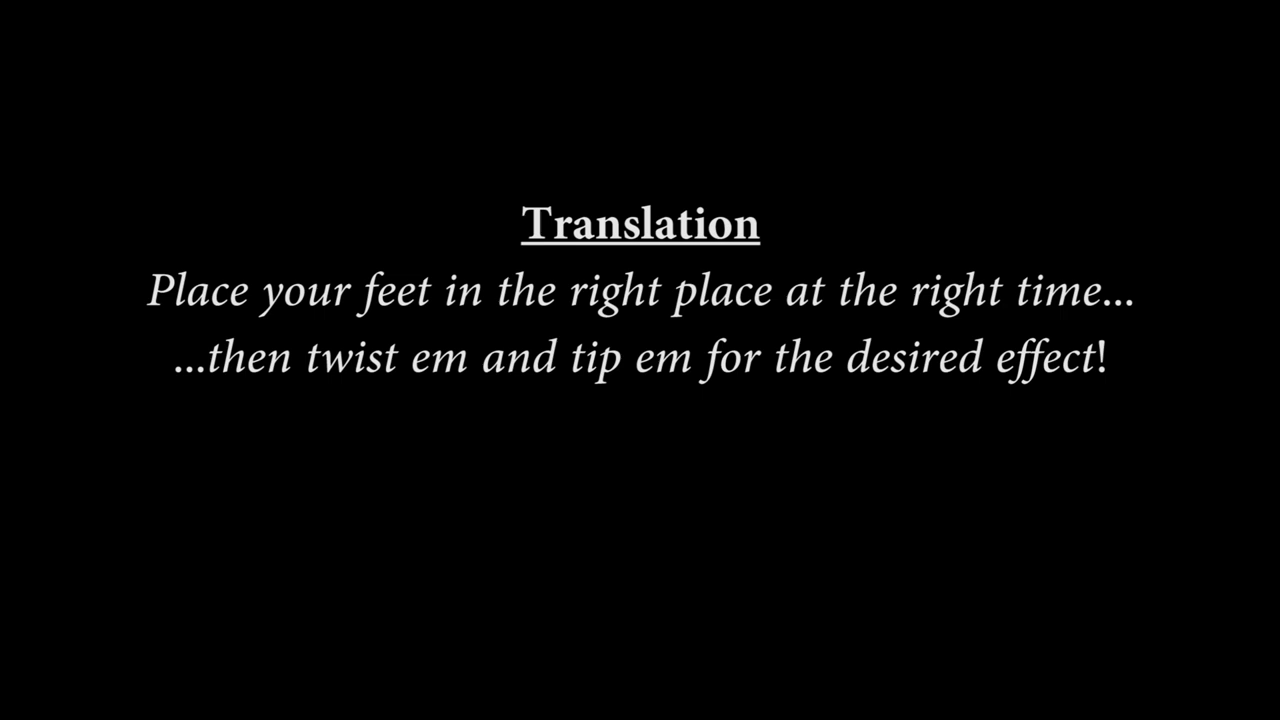 Translation
Place your feet in the right place at the right time...
...then twist em and tip em for the desired effect!